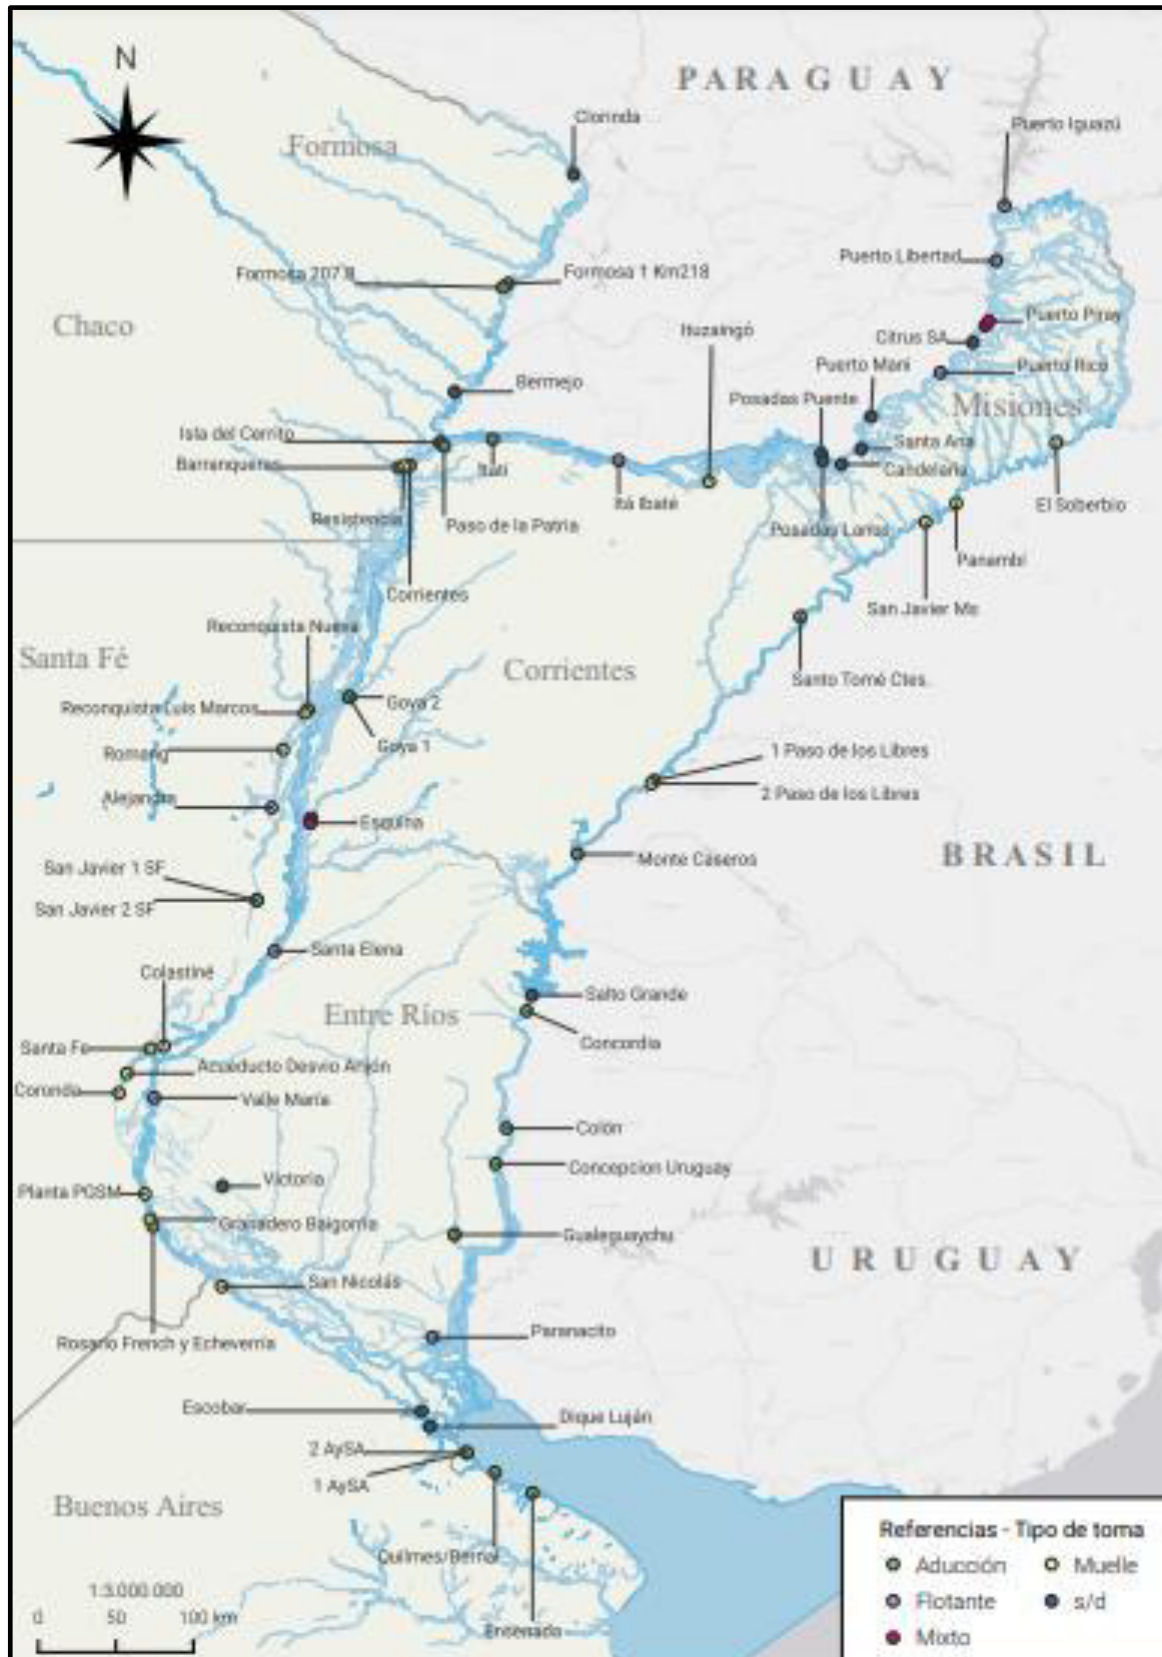 N
PARAGUAY
Clorinda
Puerto Iguazú
Formosa
Puerto Libertad
Formosa 207.8
Formosa 1 Km218
Chaco
Ituzaingó
Puerto Piray
Citrus SA
Puerto Mani
Puerto Rico
Bermejo
Posadas Puente
Misiones
Isla del Cerrito
Santa Ana
Barranqueras
Itati
Candelaria
Itá Ibaté
El Soberbio
Resistencia
Paso de la Patria
Posadas Larros
Panambí
Corrientes
San Javier Ms
Reconquista Nueva
Santa Fé
Corrientes
Santo Tomé Ctes.
Reconquista Luis Marcos
Goya 2
Romang
Goya 1
1 Paso de los Libres
2 Paso de los Libres
Alejandra
Esquina
BRASIL
San Javier 1 SF
Monte Caseros
San Javier 2 SF
Santa Elena
Colastiné
Salto Grande
Entre Ríos
Santa Fe
Concordia
Acueducto Desvio Arijón
Coronda
Valle María
Colón
Concepcion Uruguay
Victoria
Planta PGSM
Granadero Baigorria
Gualeguaychu
URUGUAY
San Nicolás
Paranacito
Rosario French y Echeverria
Escobar
Dique Luján
2 AySA
1 AySA
Buenos Aires
Quilmes/Bernal
Ensenada
1:3.000.000
0 50 100 km
Referencias - Tipo de toma
Aducción Muelle
Flotante s/d
Mixto